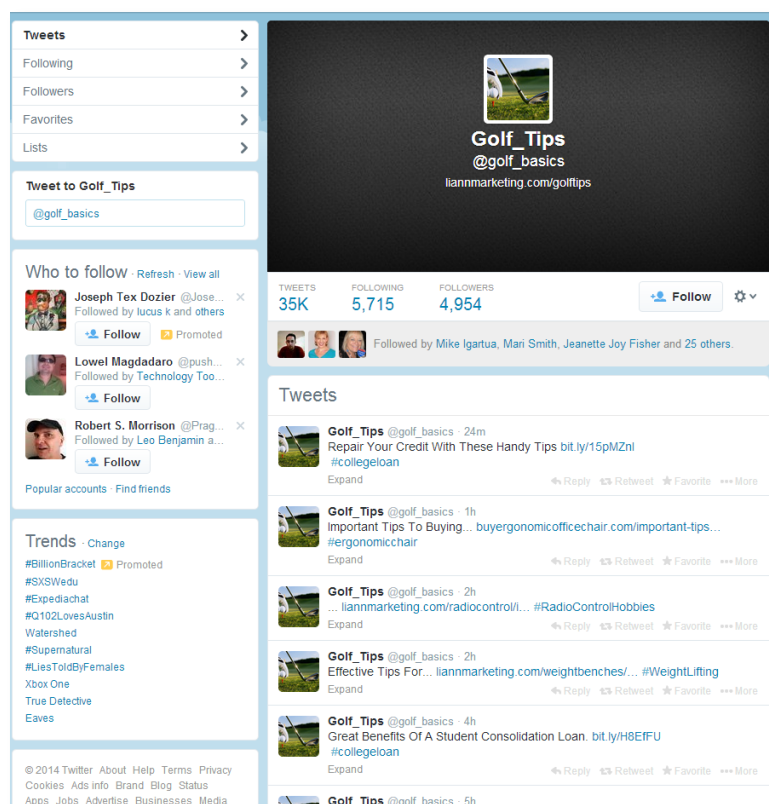 Tweets
Following
Followers
Favorites
Lists
Tweet to Golf_Tips
@golf_basics
Who to follow · Refresh · View all
Joseph Tex Dozier @Jose...
Followed by lucus k and others
Follow Promoted
Lowel Magdadaro @push...
Followed by Technology Too...
Follow
Robert S. Morrison @Prag...
Followed by Leo Benjamin a...
Follow
Popular accounts · Find friends
Trends · Change
#BillionBracket Promoted
#SXSWedu
#Expediachat
#Q102LovesAustin
Watershed
#Supernatural
#LiesToldByFemales
Xbox One
True Detective
Eaves
© 2014 Twitter About Help Terms Privacy
Cookies Ads info Brand Blog Status
Apps Jobs Advertise Businesses Media
Golf_Tips
@golf_basics
liannmarketing.com/golftips
TWEETS FOLLOWING FOLLOWERS
35K 5,715 4,954
Follow
Followed by Mike Igartua, Mari Smith, Jeanette Joy Fisher and 25 others.
Tweets
Golf_Tips @golf_basics · 24m
Repair Your Credit With These Handy Tips bit.ly/15pMZnl
#collegeloan
Expand Reply Retweet Favorite More
Golf_Tips @golf_basics · 1h
Important Tips To Buying... buyergonomicofficechair.com/important-tips...
#ergonomicchair
Expand Reply Retweet Favorite More
Golf_Tips @golf_basics · 2h
... liannmarketing.com/radiocontrol/i... #RadioControlHobbies
Expand Reply Retweet Favorite More
Golf_Tips @golf_basics · 2h
Effective Tips For... liannmarketing.com/weightbenches/... #WeightLifting
Expand Reply Retweet Favorite More
Golf_Tips @golf_basics · 4h
Great Benefits Of A Student Consolidation Loan. bit.ly/H8EfFU
#collegeloan
Expand Reply Retweet Favorite More
Golf_Tips @golf_basics · 5h